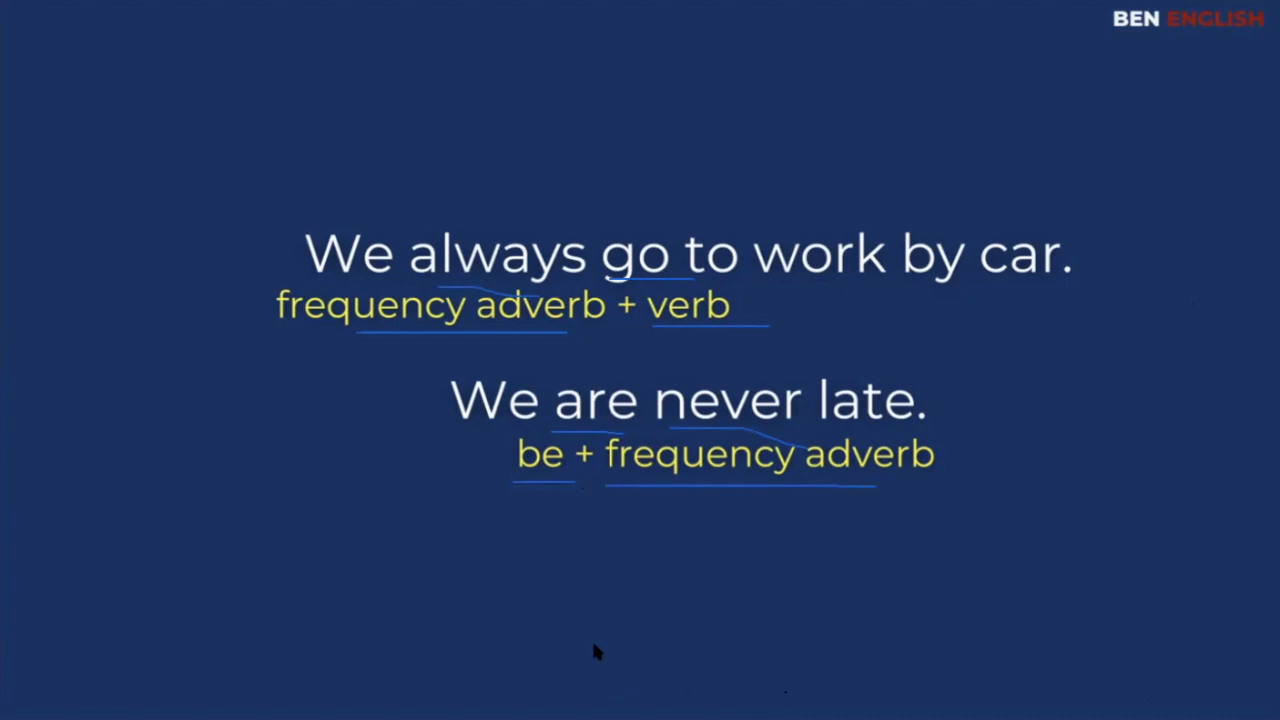 BEN ENGLISH
We always go to work by car.
frequency adverb + verb
We are never late.
be + frequency adverb